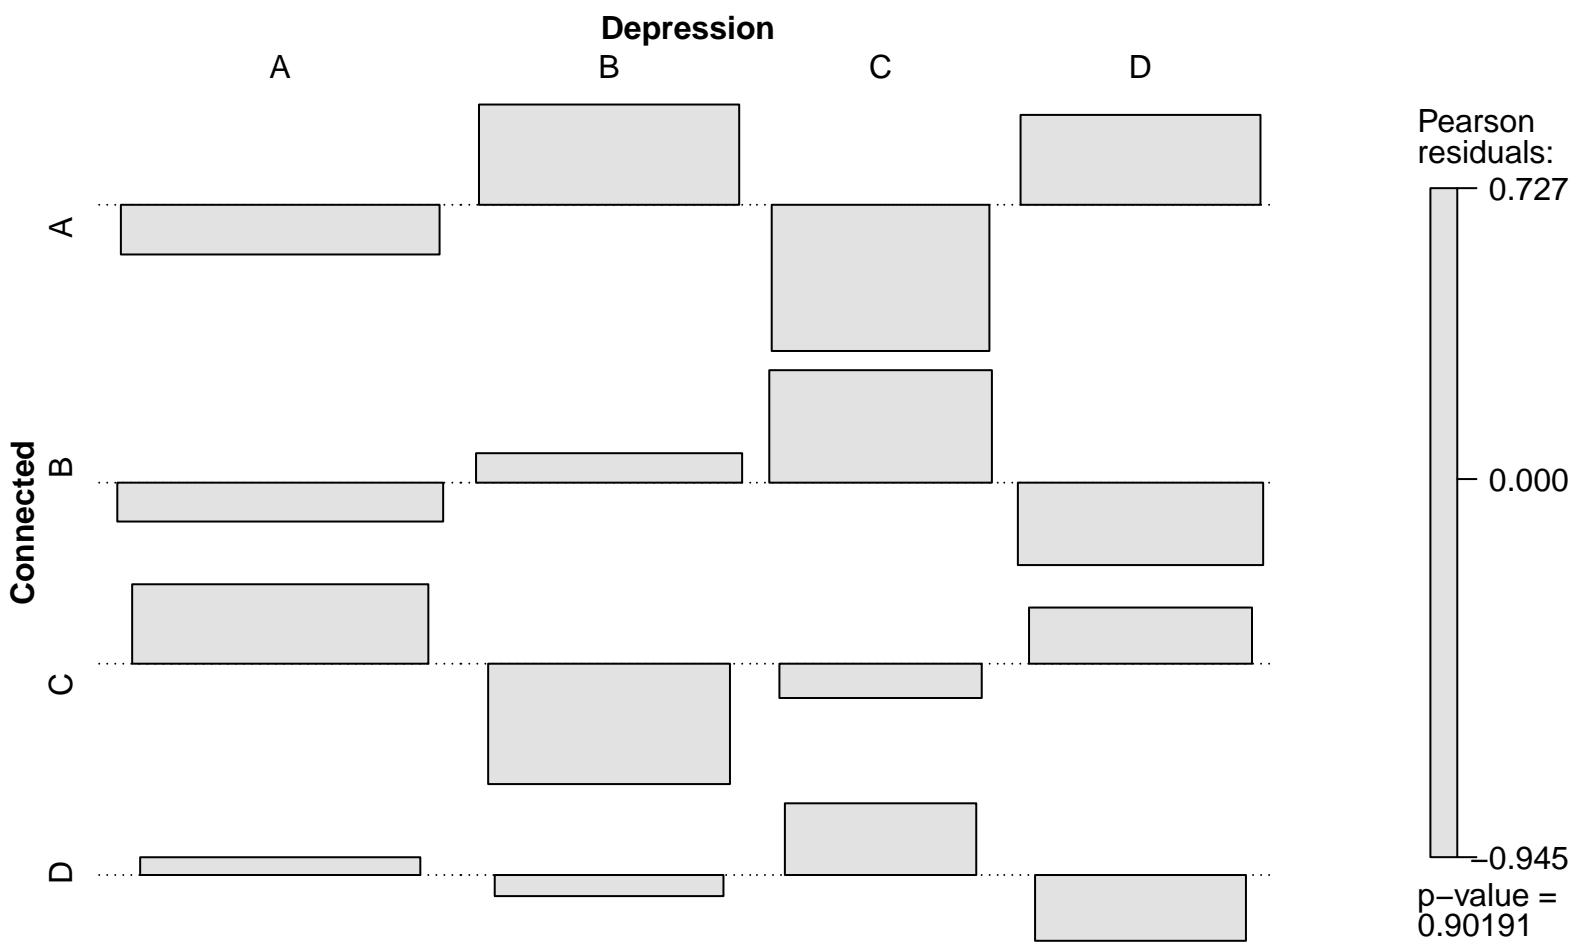 Depression
A B C D
Pearson
residuals:
0.727
A
B
0.000
Connected
C
D
−0.945
p−value =
0.90191